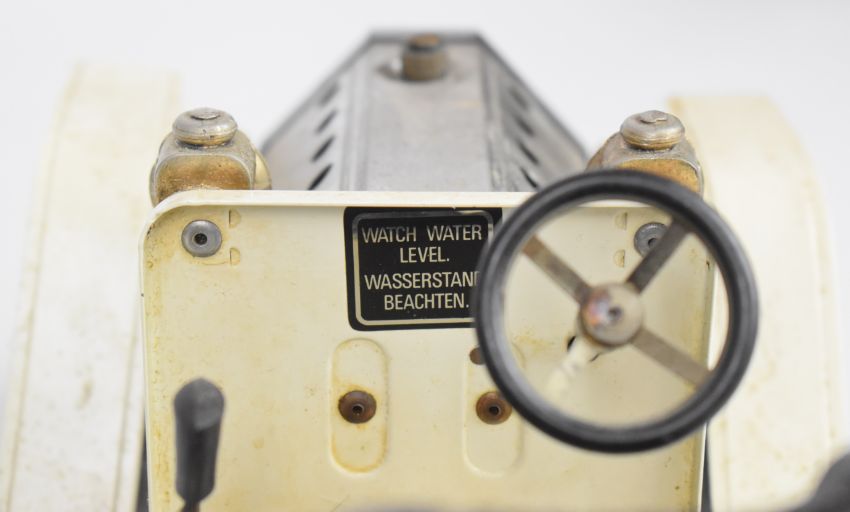 WATCH WATER
LEVEL.
WASSERSTAND
BEACHTEN.